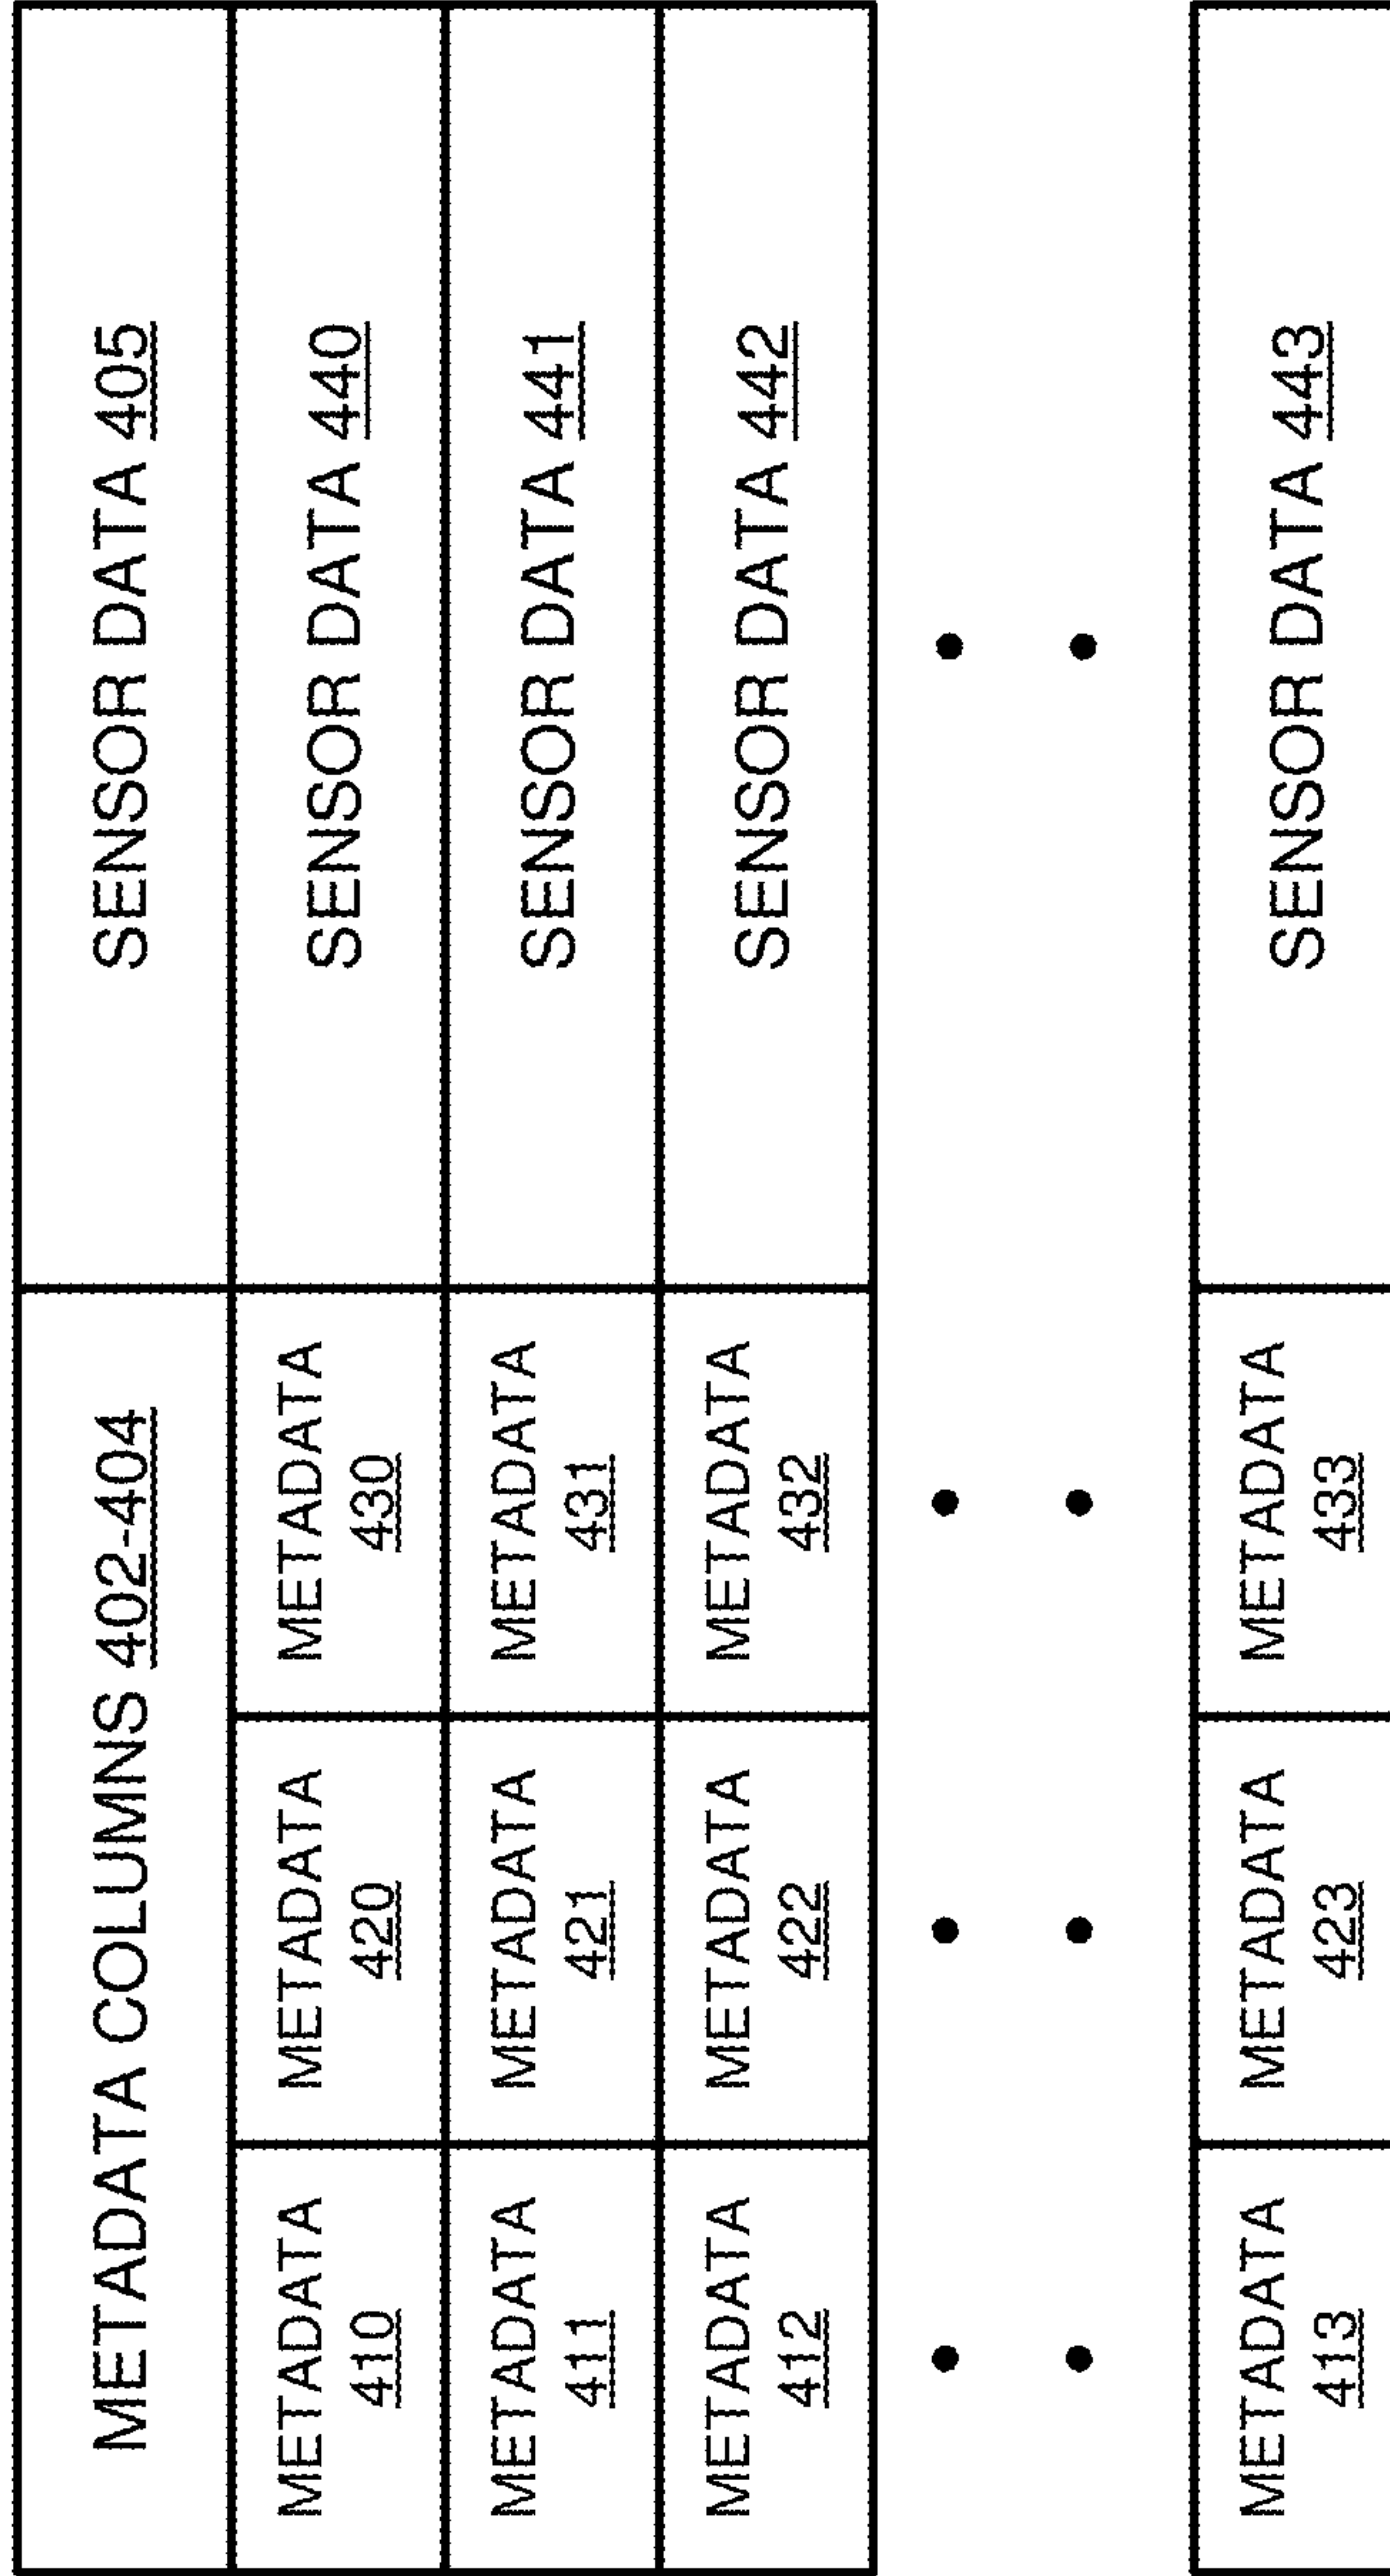 METADATA COLUMNS 402-404
SENSOR DATA 405
METADATA
410
METADATA
420
METADATA
430
SENSOR DATA 440
METADATA
411
METADATA
421
METADATA
431
SENSOR DATA 441
METADATA
412
METADATA
422
METADATA
432
SENSOR DATA 442
METADATA
413
METADATA
423
METADATA
433
SENSOR DATA 443